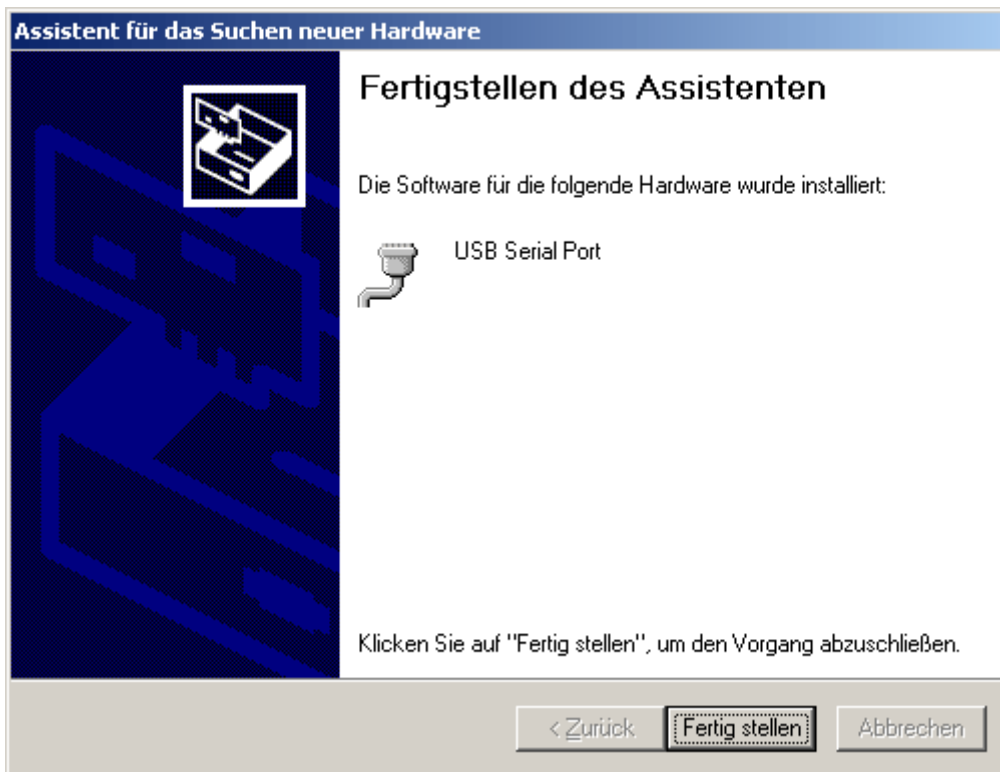 Assistent für das Suchen neuer Hardware
Fertigstellen des Assistenten
Die Software für die folgende Hardware wurde installiert:
USB Serial Port
Klicken Sie auf "Fertig stellen", um den Vorgang abzuschließen.
< Zurück
Fertig stellen
Abbrechen